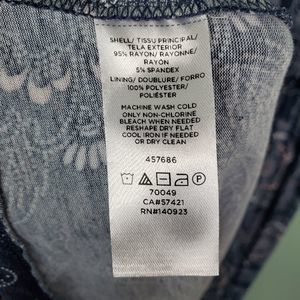 SHELL/ TISSU PRINCIPAL/
TELA EXTERIOR
95% RAYON/ RAYONNE/
RAYON
5% SPANDEX
LINING/ DOUBLURE/ FORRO
100% POLYESTER/
POLYESTER
MACHINE WASH COLD
ONLY NON-CHLORINE
BLEACH WHEN NEEDED
RESHAPE DRY FLAT
COOL IRON IF NEEDED
OR DRY CLEAN
457686
70049
CA#57421
RN#140923